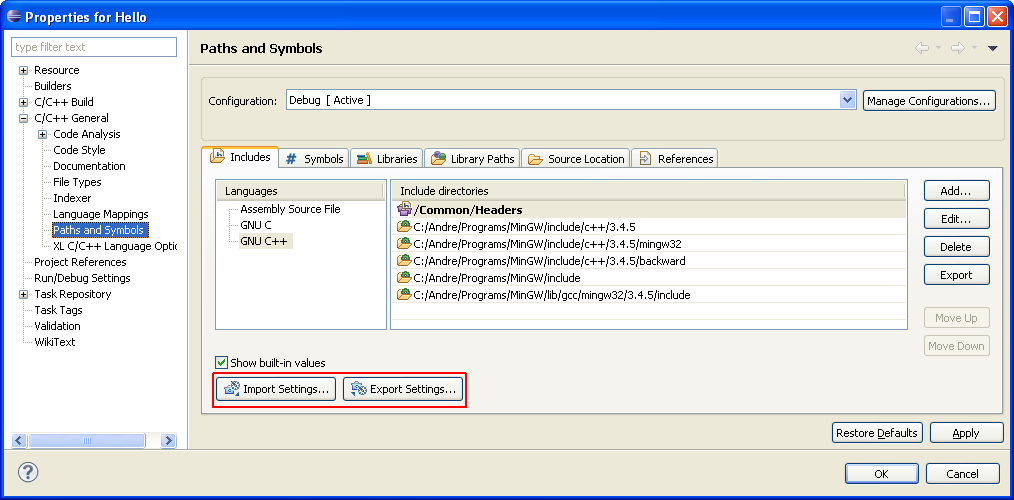 Properties for Hello
type filter text
Resource
Builders
C/C++ Build
C/C++ General
Code Analysis
Code Style
Documentation
File Types
Indexer
Language Mappings
Paths and Symbols
XL C/C++ Language Optic
Project References
Run/Debug Settings
Task Repository
Task Tags
Validation
WikiText
Paths and Symbols
Configuration:
Debug [ Active ]
Manage Configurations...
Includes
# Symbols
Libraries
Library Paths
Source Location
References
Languages
Assembly Source File
GNU C
GNU C++
Include directories
/Common/Headers
C:/Andre/Programs/MinGW/include/c++/3.4.5
C:/Andre/Programs/MinGW/include/c++/3.4.5/mingw32
C:/Andre/Programs/MinGW/include/c++/3.4.5/backward
C:/Andre/Programs/MinGW/include
C:/Andre/Programs/MinGW/lib/gcc/mingw32/3.4.5/include
Add...
Edit...
Delete
Export
Move Up
Move Down
Show built-in values
Import Settings...
Export Settings...
Restore Defaults
Apply
?
OK
Cancel